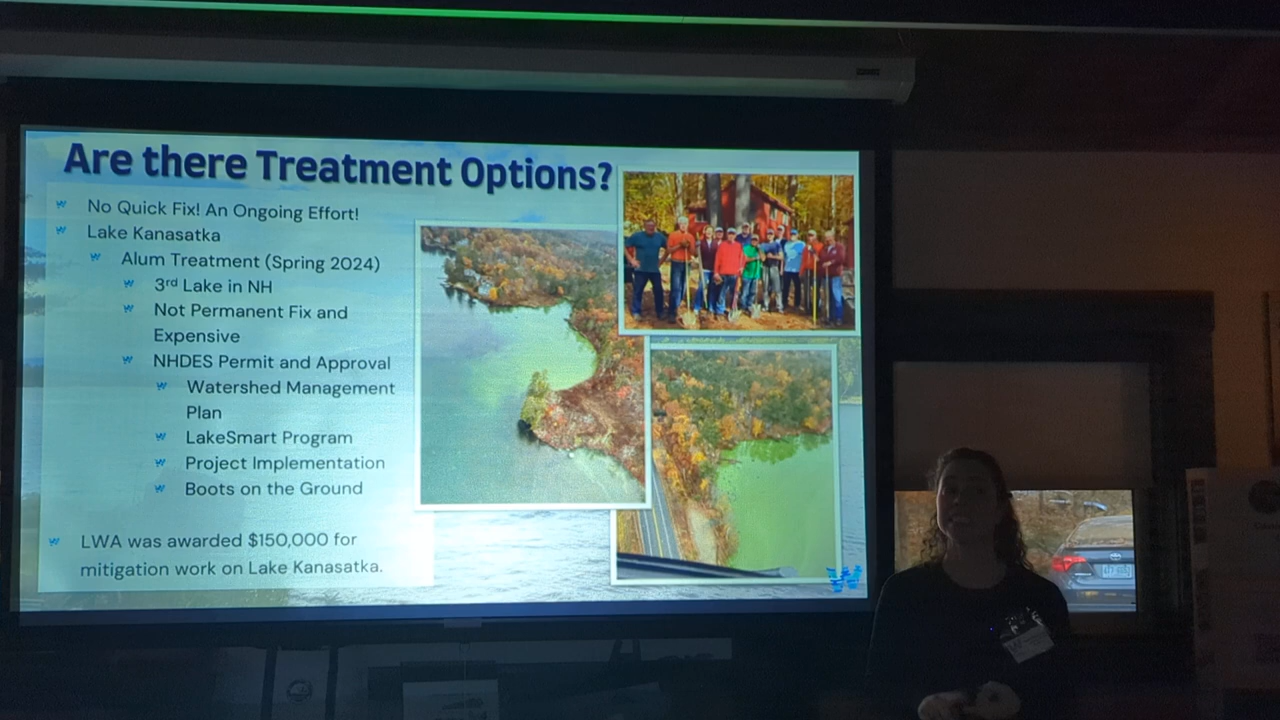 Are there Treatment Options?
No Quick Fix! An Ongoing Effort!
Lake Kanasatka
Alum Treatment (Spring 2024)
3rd Lake in NH
Not Permanent Fix and
Expensive
NHDES Permit and Approval
Watershed Management
Plan
LakeSmart Program
Project Implementation
Boots on the Ground
LWA was awarded $150,000 for
mitigation work on Lake Kanasatka.